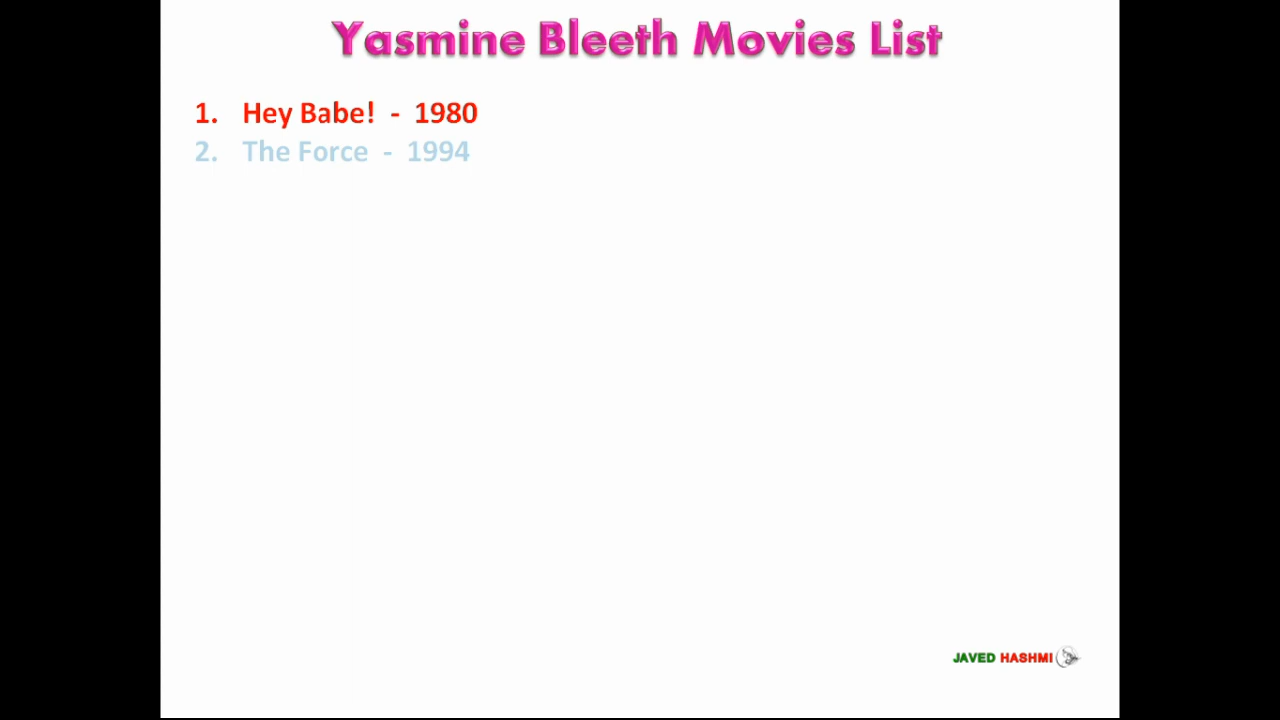 Yasmine Bleeth Movies List
1. Hey Babe! - 1980
2. The Force - 1994
JAVED HASHMI